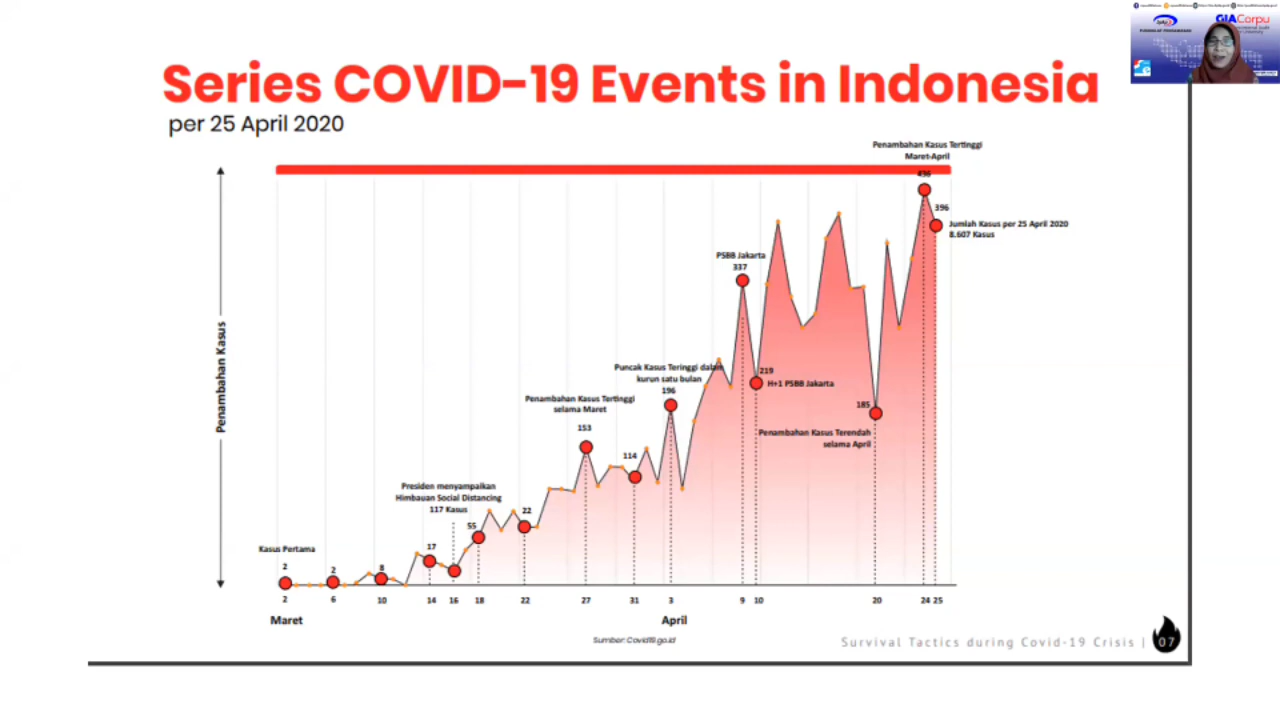 GIACorpu
Series COVID-19 Events in Indonesia
per 25 April 2020
Penambahan Kasus Tertinggi
Maret-April
436
396
Jumlah Kasus per 25 April 2020
8.607 Kasus
PSBB Jakarta
337
219
H+1 PSBB Jakarta
Puncak Kasus Teringgi dalam
kurun satu bulan
196
Penambahan Kasus Tertinggi
selama Maret
153
114
185
Penambahan Kasus Terendah
selama April
Presiden menyampaikan
Himbauan Social Distancing
117 Kasus
55
22
17
Kasus Pertama
2
2
8
Penambahan Kasus
2 6 10 14 16 18 22 27 31 3 9 10 20 24 25
Maret April
Sumber: Covid19.go.id
Survival Tactics during Covid-19 Crisis | 07